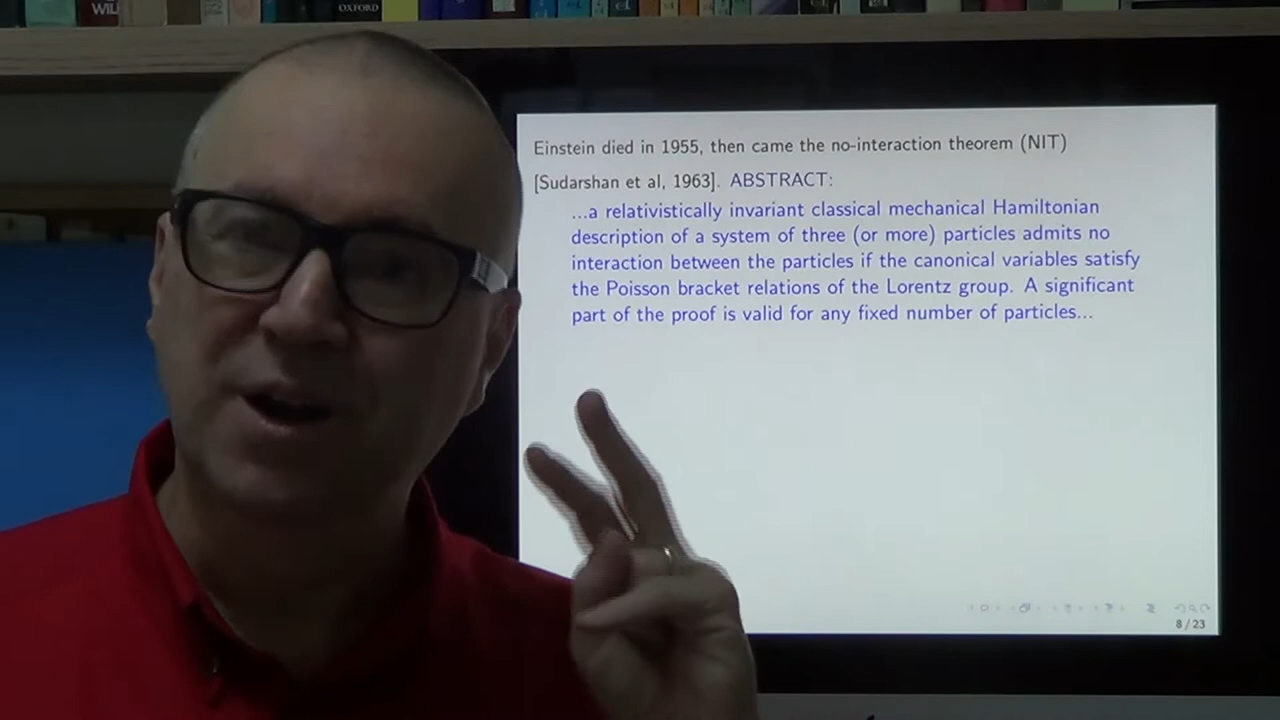 WIL
OXFORD
Einstein died in 1955, then came the no-interaction theorem (NIT)
[Sudarshan et al, 1963]. ABSTRACT:
...a relativistically invariant classical mechanical Hamiltonian
description of a system of three (or more) particles admits no
interaction between the particles if the canonical variables satisfy
the Poisson bracket relations of the Lorentz group. A significant
part of the proof is valid for any fixed number of particles...
8 / 23